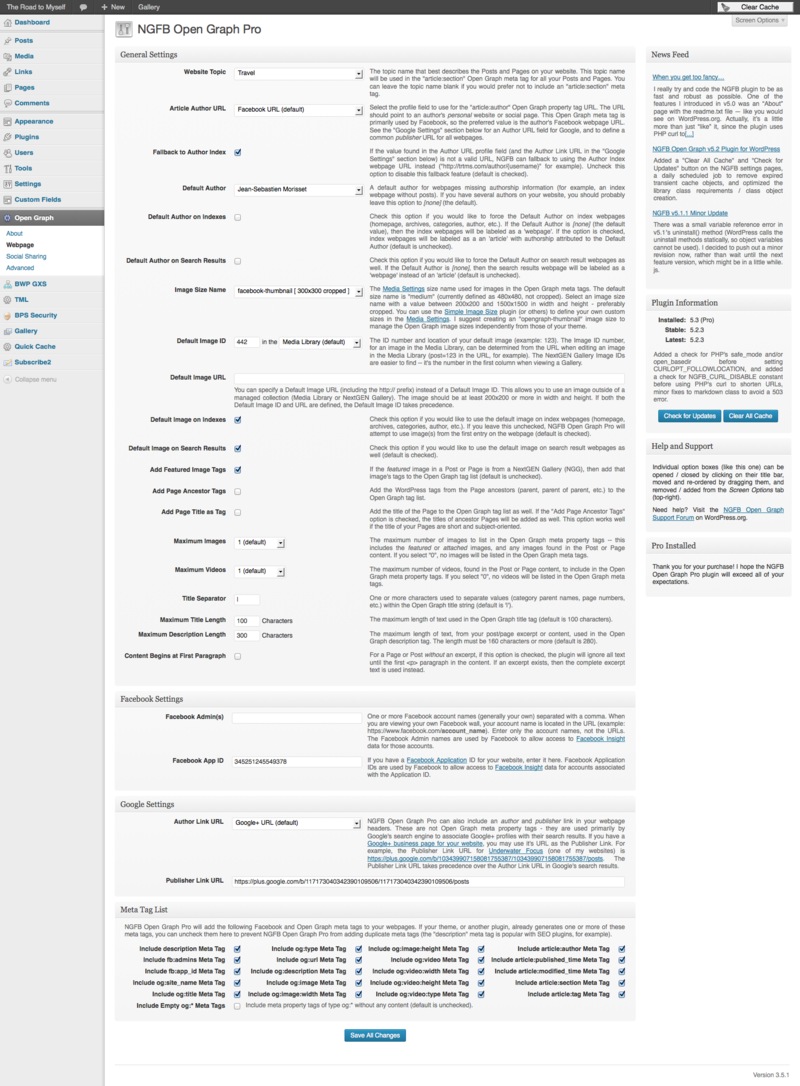 The Road to Myself
New
Gallery
Clear Cache
Screen Options
Dashboard
Posts
Media
Links
Pages
Comments
Appearance
Plugins
Users
Tools
Settings
Custom Fields
Open Graph
About
Webpage
Social Sharing
Advanced
BWP GXS
TML
BPS Security
Gallery
Quick Cache
Subscribe2
Collapse menu
NGFB Open Graph Pro
General Settings
Website Topic
Travel
The topic name that best describes the Posts and Pages on your website. This topic name
will be used in the "article:section" Open Graph meta tag for all your Posts and Pages. You
can leave the topic name blank if you would prefer not to include an "article:section" meta
tag.
Article Author URL
Facebook URL (default)
Select the profile field to use for the "article:author" Open Graph property tag URL. The URL
should point to an author's personal website or social page. This Open Graph meta tag is
primarily used by Facebook, so the preferred value is the author's Facebook webpage URL.
See the "Google Settings" section below for an Author URL field for Google, and to define a
common publisher URL for all webpages.
Fallback to Author Index
If the value found in the Author URL profile field (and the Author Link URL in the "Google
Settings" section below) is not a valid URL, NGFB can fallback to using the Author Index
webpage URL instead ("http://trtms.com/author/{username}" for example). Uncheck this
option to disable this fallback feature (default is checked).
Default Author
Jean-Sebastien Morisset
A default author for webpages missing authorship information (for example, an
index webpage without posts). If you have several authors on your website, you should probably
leave this option to [none] (the default).
Default Author on Indexes
Check this option if you would like to force the Default Author on index webpages
(homepage, archives, categories, author, etc.). If the Default Author is [none] (the default
value), then the index webpages will be labeled as a 'webpage'. If the option is checked,
index webpages will be labeled as an 'article' with authorship attributed to the Default
Author (default is unchecked).
Default Author on Search Results
Check this option if you would like to force the Default Author on search result webpages as
well. If the Default Author is [none], then the search results webpage will be labeled as a
'webpage' instead of an 'article' (default is unchecked).
Image Size Name
facebook-thumbnail [ 300x300 cropped ]
The Media Settings size name used for images in the Open Graph meta tags. The default
size name is "medium" (currently defined as 480x480, not cropped). Select an image size
name with a value between 200x200 and 1500x1500 in width and height - preferably
cropped. You can use the Simple Image Size plugin (or others) to define your own custom
sizes in the Media Settings. I suggest creating an "opengraph-thumbnail" image size to
manage the Open Graph image sizes independently from those of your theme.
Default Image ID
442
in the
Media Library (default)
The ID number and location of your default image (example: 123). The Image ID number,
for an image in the Media Library, can be determined from the URL when editing an image
in the Media Library (post=123 in the URL, for example). The NextGEN Gallery Image IDs
are easier to find -- it's the number in the first column when viewing a Gallery.
Default Image URL
You can specify a Default Image URL (including the http:// prefix) instead of a Default Image ID. This allows you to use an image outside of a
managed collection (Media Library or NextGEN Gallery). The image should be at least 200x200 or more in width and height. If both the
Default Image ID and URL are defined, the Default Image ID takes precedence.
Default Image on Indexes
Check this option if you would like to use the default image on index webpages (homepage,
archives, categories, author, etc.). If you leave this unchecked, NGFB Open Graph Pro will
attempt to use image(s) from the first entry on the webpage (default is checked).
Default Image on Search Results
Check this option if you would like to use the default image on search result webpages as
well (default is checked).
Add Featured Image Tags
If the featured image in a Post or Page is from a NextGEN Gallery (NGG), then add that
image's tags to the Open Graph tag list (default is unchecked).
Add Page Ancestor Tags
Add the WordPress tags from the Page ancestors (parent, parent of parent, etc.) to the
Open Graph tag list.
Add Page Title as Tag
Add the title of the Page to the Open Graph tag list as well. If the "Add Page Ancestor Tags"
option is checked, the titles of ancestor Pages will be added as well. This option works well
if the title of your Pages are short and subject-oriented.
Maximum Images
1 (default)
The maximum number of images to list in the Open Graph meta property tags -- this
includes the featured or attached images, and any images found in the Post or Page
content. If you select "0", no images will be listed in the Open Graph meta tags.
Maximum Videos
1 (default)
The maximum number of videos, found in the Post or Page content, to include in the Open
Graph meta property tags. If you select "0", no videos will be listed in the Open Graph meta
tags.
Title Separator
|
One or more characters used to separate values (category parent names, page numbers,
etc.) within the Open Graph title string (default is '|').
Maximum Title Length
100
Characters
The maximum length of text used in the Open Graph title tag (default is 100 characters).
Maximum Description Length
300
Characters
The maximum length of text, from your post/page excerpt or content, used in the Open
Graph description tag. The length must be 160 characters or more (default is 280).
Content Begins at First Paragraph
For a Page or Post without an excerpt, if this option is checked, the plugin will ignore all text
until the first <p> paragraph in the content. If an excerpt exists, then the complete excerpt
text is used instead.
Facebook Settings
Facebook Admin(s)
One or more Facebook account names (generally your own) separated with a comma. When
you are viewing your own Facebook wall, your account name is located in the URL (example:
https://www.facebook.com/account_name). Enter only the account names, not the URLs.
The Facebook Admin names are used by Facebook to allow access to Facebook Insight
data for those accounts.
Facebook App ID
345251245549378
If you have a Facebook Application ID for your website, enter it here. Facebook Application
IDs are used by Facebook to allow access to Facebook Insight data for accounts associated
with the Application ID.
Google Settings
Author Link URL
Google+ URL (default)
NGFB Open Graph Pro can also include an author and publisher link in your webpage
headers. These are not Open Graph meta property tags - they are used primarily by
Google's search engine to associate Google+ profiles with their search results. If you have a
Google+ business page for your website, you may use it's URL as the Publisher Link. For
example, the Publisher Link URL for Underwater Focus (one of my websites) is
https://plus.google.com/b/103439907158081755387/103439907158081755387/posts. The
Publisher Link URL takes precedence over the Author Link URL in Google's search results.
Publisher Link URL
https://plus.google.com/b/117173040342390109506/117173040342390109506/posts
Meta Tag List
NGFB Open Graph Pro will add the following Facebook and Open Graph meta tags to your webpages. If your theme, or another plugin, already generates one or more of these
meta tags, you can uncheck them here to prevent NGFB Open Graph Pro from adding duplicate meta tags (the "description" meta tag is popular with SEO plugins, for example).
Include description Meta Tag
Include og:type Meta Tag
Include og:image:height Meta Tag
Include article:author Meta Tag
Include fb:admins Meta Tag
Include og:url Meta Tag
Include og:video Meta Tag
Include article:published_time Meta Tag
Include fb:app_id Meta Tag
Include og:description Meta Tag
Include og:video:width Meta Tag
Include article:modified_time Meta Tag
Include og:site_name Meta Tag
Include og:image Meta Tag
Include og:video:height Meta Tag
Include article:section Meta Tag
Include og:title Meta Tag
Include og:image:width Meta Tag
Include og:video:type Meta Tag
Include article:tag Meta Tag
Include Empty og:* Meta Tags
Include meta property tags of type og:* without any content (default is unchecked).
Save All Changes
News Feed
When you get too fancy…
I really try and code the NGFB plugin to be as
fast and robust as possible. One of the
features I introduced in v5.0 was an "About"
page with the readme.txt file — like you would
see on WordPress.org. Actually, it's a little
more than just "like" it, since the plugin uses
PHP curl to[...]
NGFB Open Graph v5.2 Plugin for WordPress
Added a "Clear All Cache" and "Check for
Updates" button on the NGFB settings pages,
a daily scheduled job to remove expired
transient cache objects, and optimized the
library class requirements / class object
creation.
NGFB v5.1.1 Minor Update
There was a small variable reference error in
v5.1's uninstall() method (WordPress calls the
uninstall methods statically, so object variables
cannot be used). I decided to push out a minor
revision now, rather than wait until the next
feature version, which might be in a little while.
js.
Plugin Information
Installed: 5.3 (Pro)
Stable: 5.2.3
Latest: 5.2.3
Added a check for PHP's safe_mode and/or
open_basedir before setting
CURLOPT_FOLLOWLOCATION, and added a
check for NGFB_CURL_DISABLE constant
before using PHP's curl to shorten URLs,
minor fixes to markdown class to avoid a 503
error.
Check for Updates
Clear All Cache
Help and Support
Individual option boxes (like this one) can be
opened / closed by clicking on their title bar,
moved and re-ordered by dragging them, and
removed / added from the Screen Options tab
(top-right).
Need help? Visit the NGFB Open Graph
Support Forum on WordPress.org.
Pro Installed
Thank you for your purchase! I hope the NGFB
Open Graph Pro plugin will exceed all of your
expectations.
Version 3.5.1